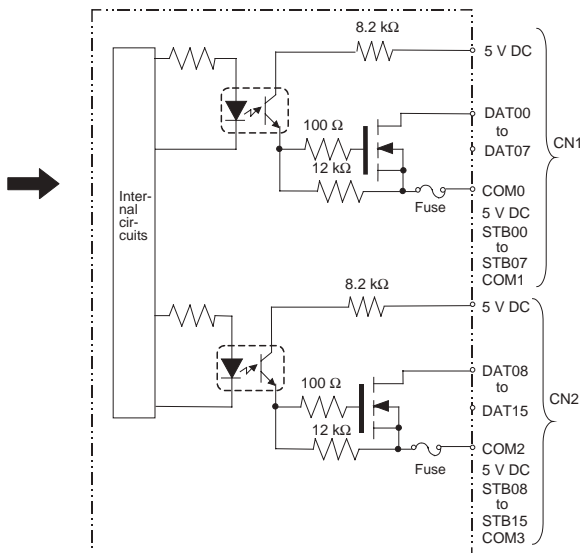 8.2 kΩ
5 V DC
DAT00
to
DAT07
CN1
100 Ω
12 kΩ
COM0
Fuse
Inter-
nal
cir-
cuits
5 V DC
STB00
to
STB07
COM1
8.2 kΩ
5 V DC
DAT08
to
DAT15
CN2
100 Ω
12 kΩ
COM2
Fuse
5 V DC
STB08
to
STB15
COM3